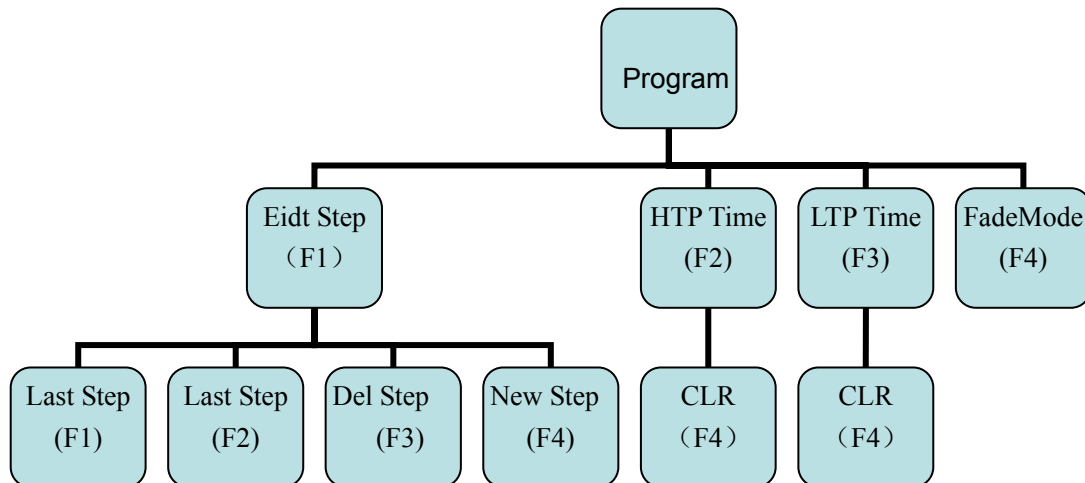 Program
Eidt Step
（F1）
HTP Time
(F2)
LTP Time
(F3)
FadeMode
(F4)
Last Step
(F1)
Last Step
(F2)
Del Step
(F3)
New Step
(F4)
CLR
（F4）
CLR
（F4）